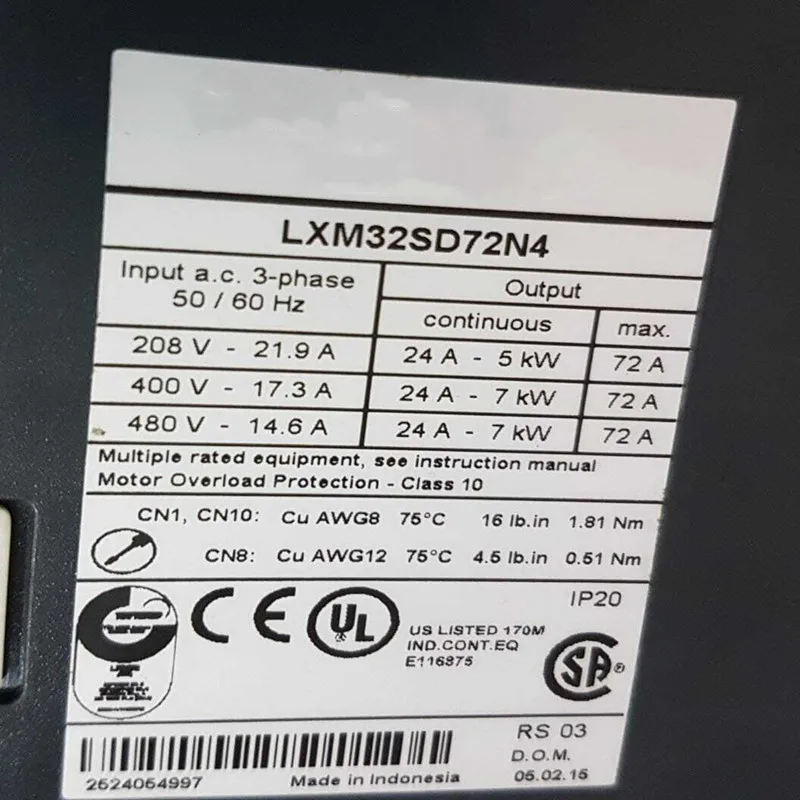 LXM32SD72N4
Input a.c. 3-phase
50 / 60 Hz
Output
continuous max.
208 V - 21.9 A 24 A - 5 kW 72 A
400 V - 17.3 A 24 A - 7 kW 72 A
480 V - 14.6 A 24 A - 7 kW 72 A
Multiple rated equipment, see instruction manual
Motor Overload Protection - Class 10
CN1, CN10: Cu AWG8 75°C 16 lb.in 1.81 Nm
CN8: Cu AWG12 75°C 4.5 lb.in 0.51 Nm
IP20
CE UL
US LISTED 170M
IND.CONT.EQ
E116875
SA®
RS 03
D.O.M.
05.02.15
2524054997 Made in Indonesia